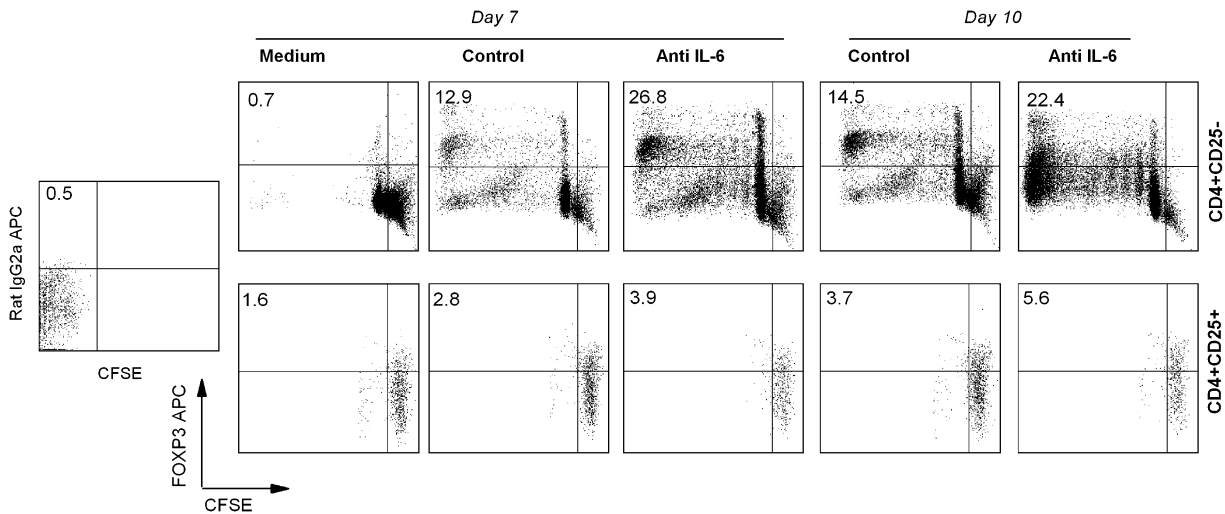 Day 7
Day 10
Medium
Control
Anti IL-6
Control
Anti IL-6
0.7
12.9
26.8
14.5
22.4
CD4+CD25-
0.5
Rat IgG2a APC
CFSE
1.6
2.8
3.9
3.7
5.6
CD4+CD25+
FOXP3 APC
CFSE